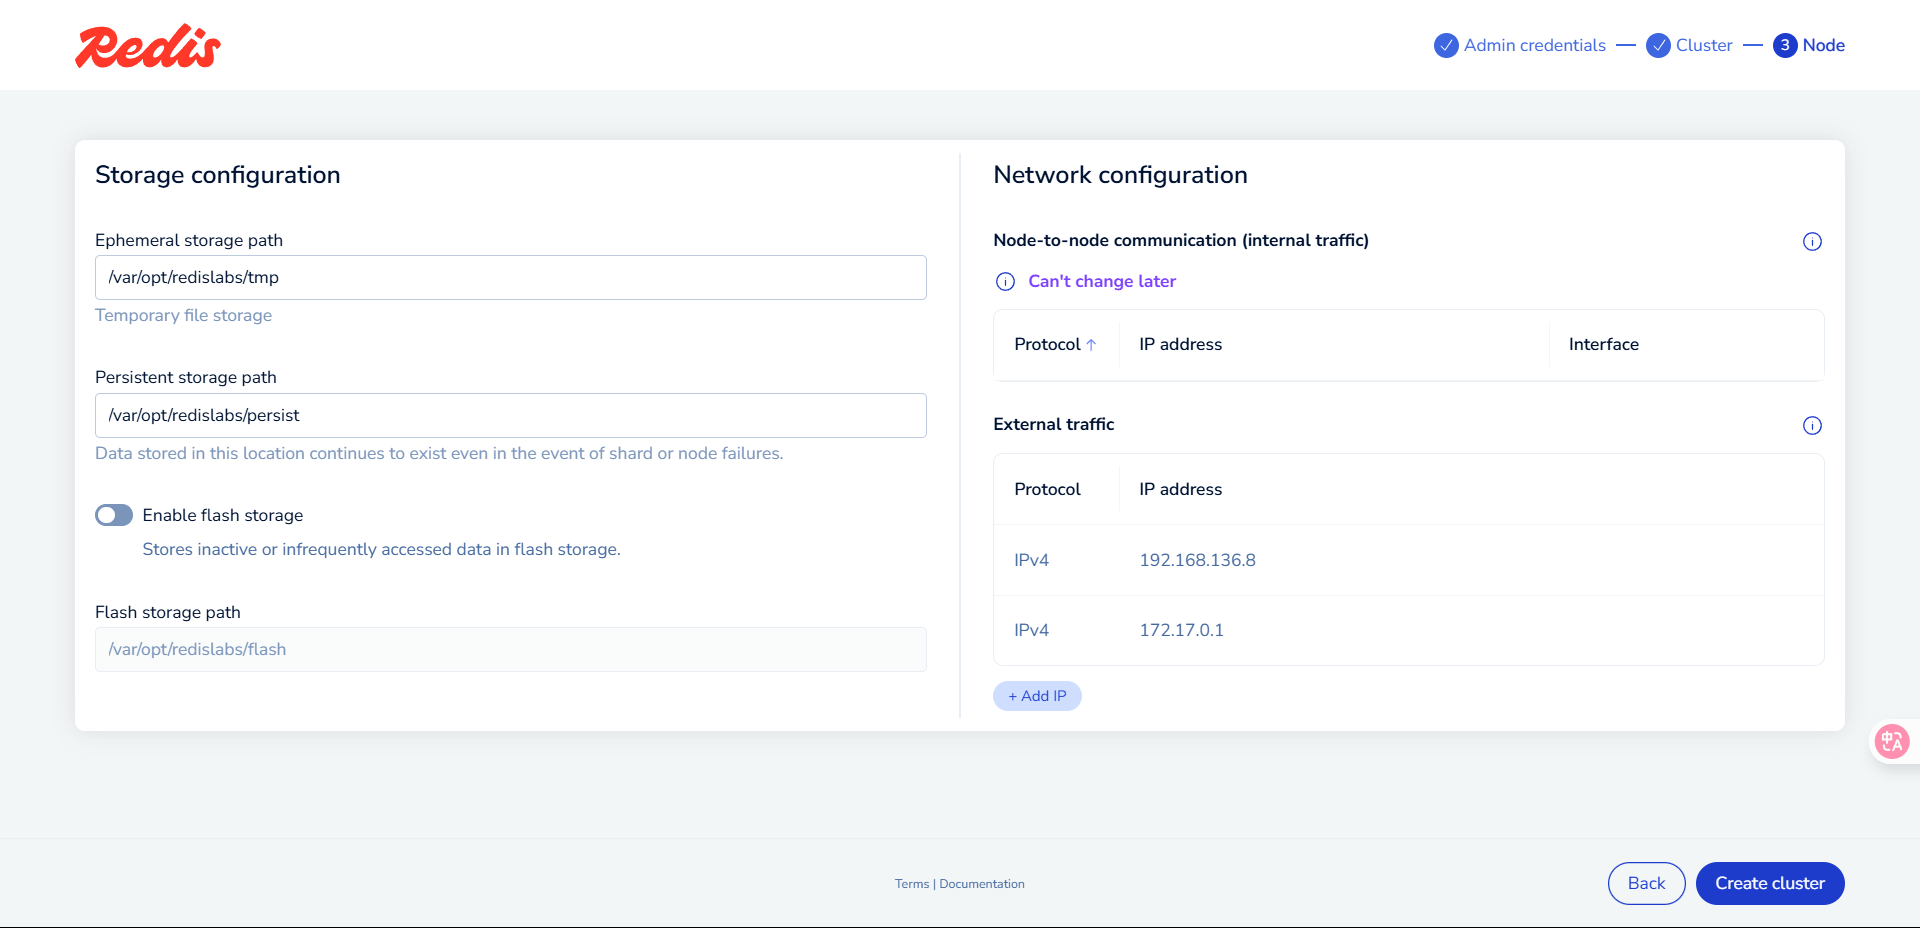 Redis
Admin credentials
Cluster
3 Node
Storage configuration
Ephemeral storage path
/var/opt/redislabs/tmp
Temporary file storage
Persistent storage path
/var/opt/redislabs/persist
Data stored in this location continues to exist even in the event of shard or node failures.
Enable flash storage
Stores inactive or infrequently accessed data in flash storage.
Flash storage path
/var/opt/redislabs/flash
Network configuration
Node-to-node communication (internal traffic)
Can't change later
Protocol ↑ IP address Interface
External traffic
Protocol IP address
IPv4 192.168.136.8
IPv4 172.17.0.1
+ Add IP
中A
Terms | Documentation
Back
Create cluster